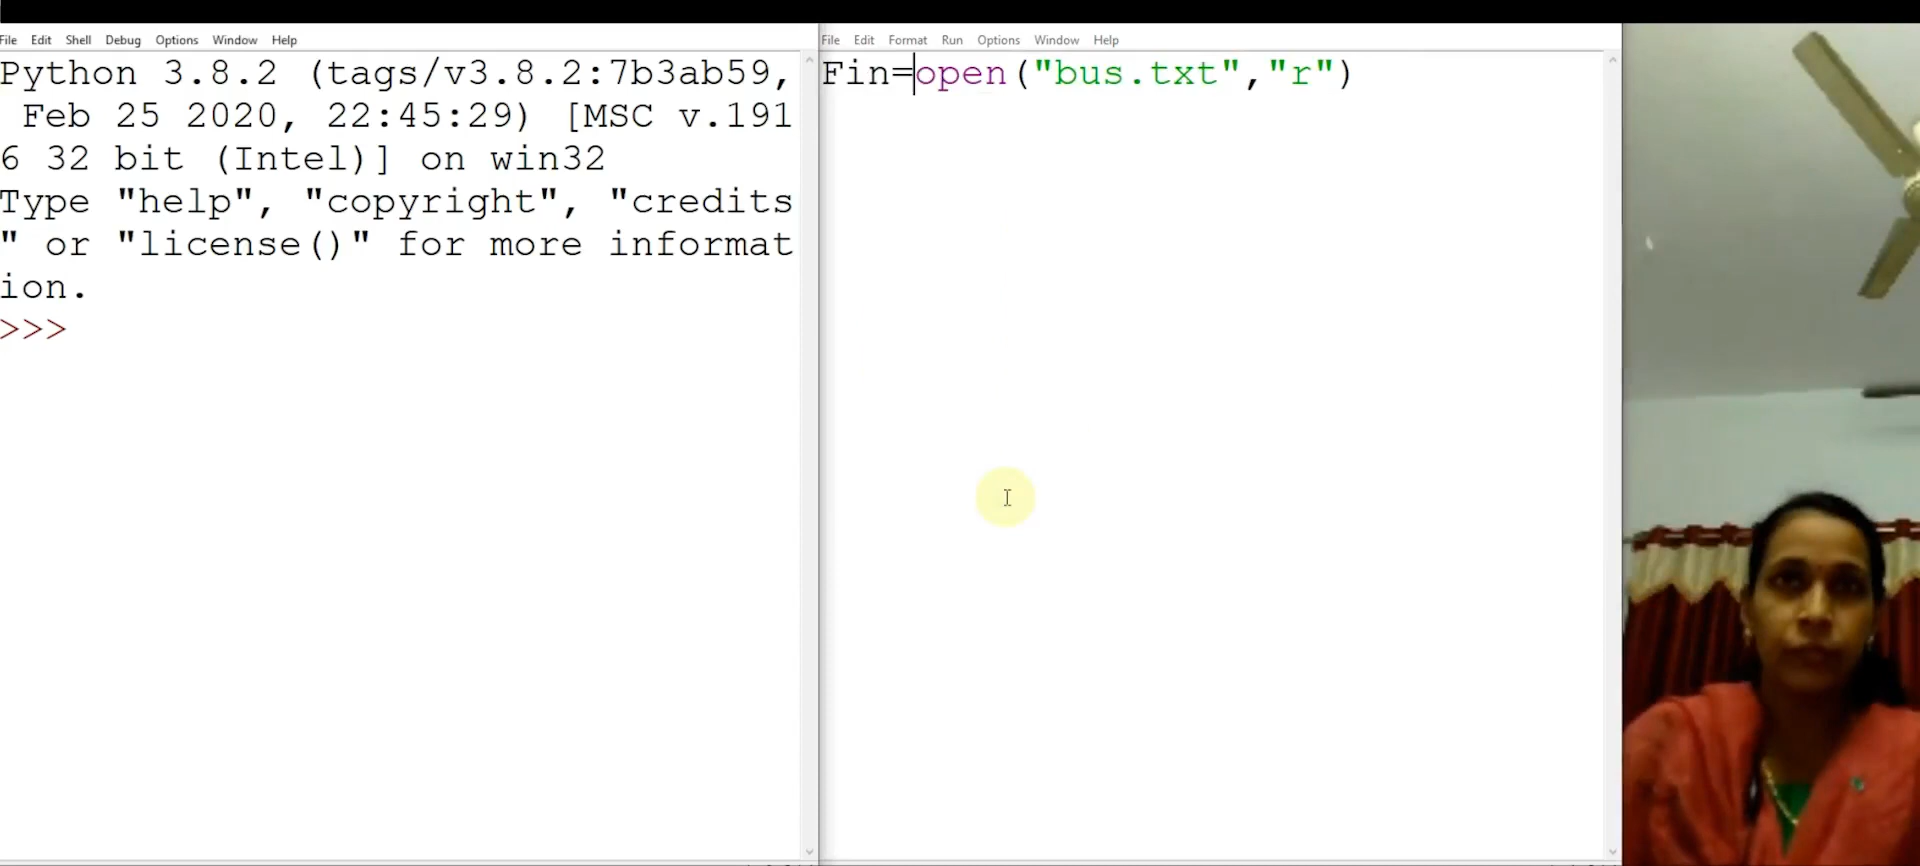 File Edit Shell Debug Options Window Help
Python 3.8.2 (tags/v3.8.2:7b3ab59,
Feb 25 2020, 22:45:29) [MSC v.191
6 32 bit (Intel)] on win32
Type "help", "copyright", "credits
" or "license()" for more informat
ion.
>>>
File Edit Format Run Options Window Help
Fin=open("bus.txt","r")